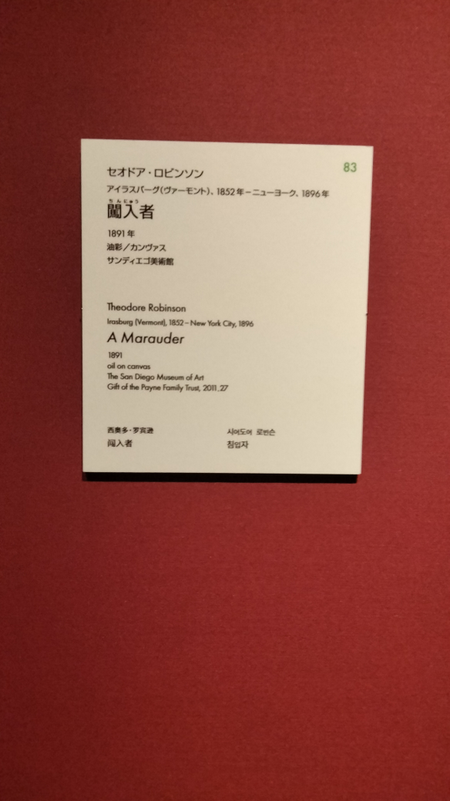 83
セオドア・ロビンソン
アイラスバーグ(ヴァーモント)、1852年－ニューヨーク、1896年
ちんにゅう
闖入者
1891年
油彩／カンヴァス
サンディエゴ美術館
Theodore Robinson
Irasburg (Vermont), 1852 – New York City, 1896
A Marauder
1891
oil on canvas
The San Diego Museum of Art
Gift of the Payne Family Trust, 2011.27
西奥多·罗宾逊
闯入者
시어도어 로빈슨
침입자